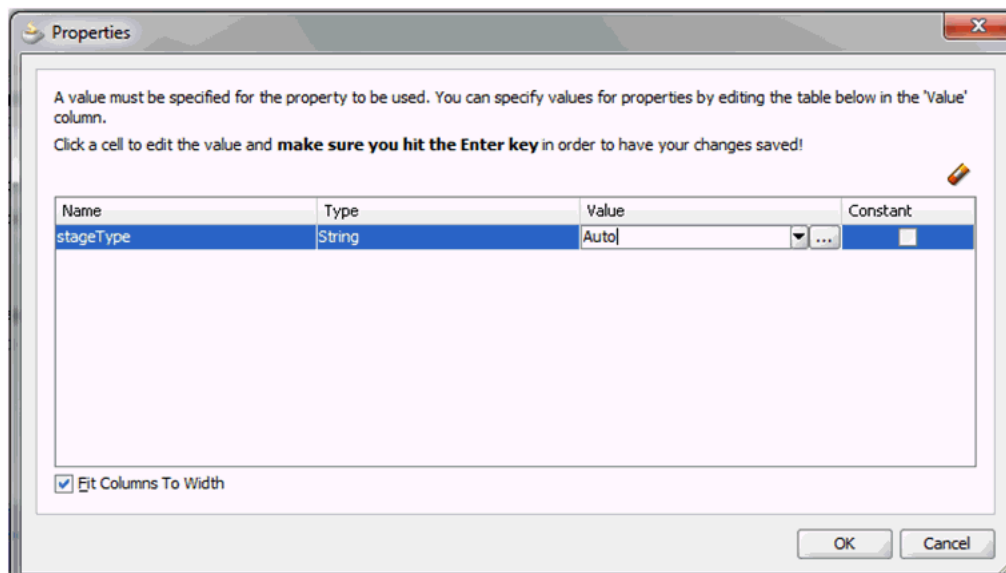 Properties
A value must be specified for the property to be used. You can specify values for properties by editing the table below in the 'Value'
column.
Click a cell to edit the value and make sure you hit the Enter key in order to have your changes saved!
Name Type Value Constant
stageType String Auto ...
Fit Columns To Width
OK Cancel